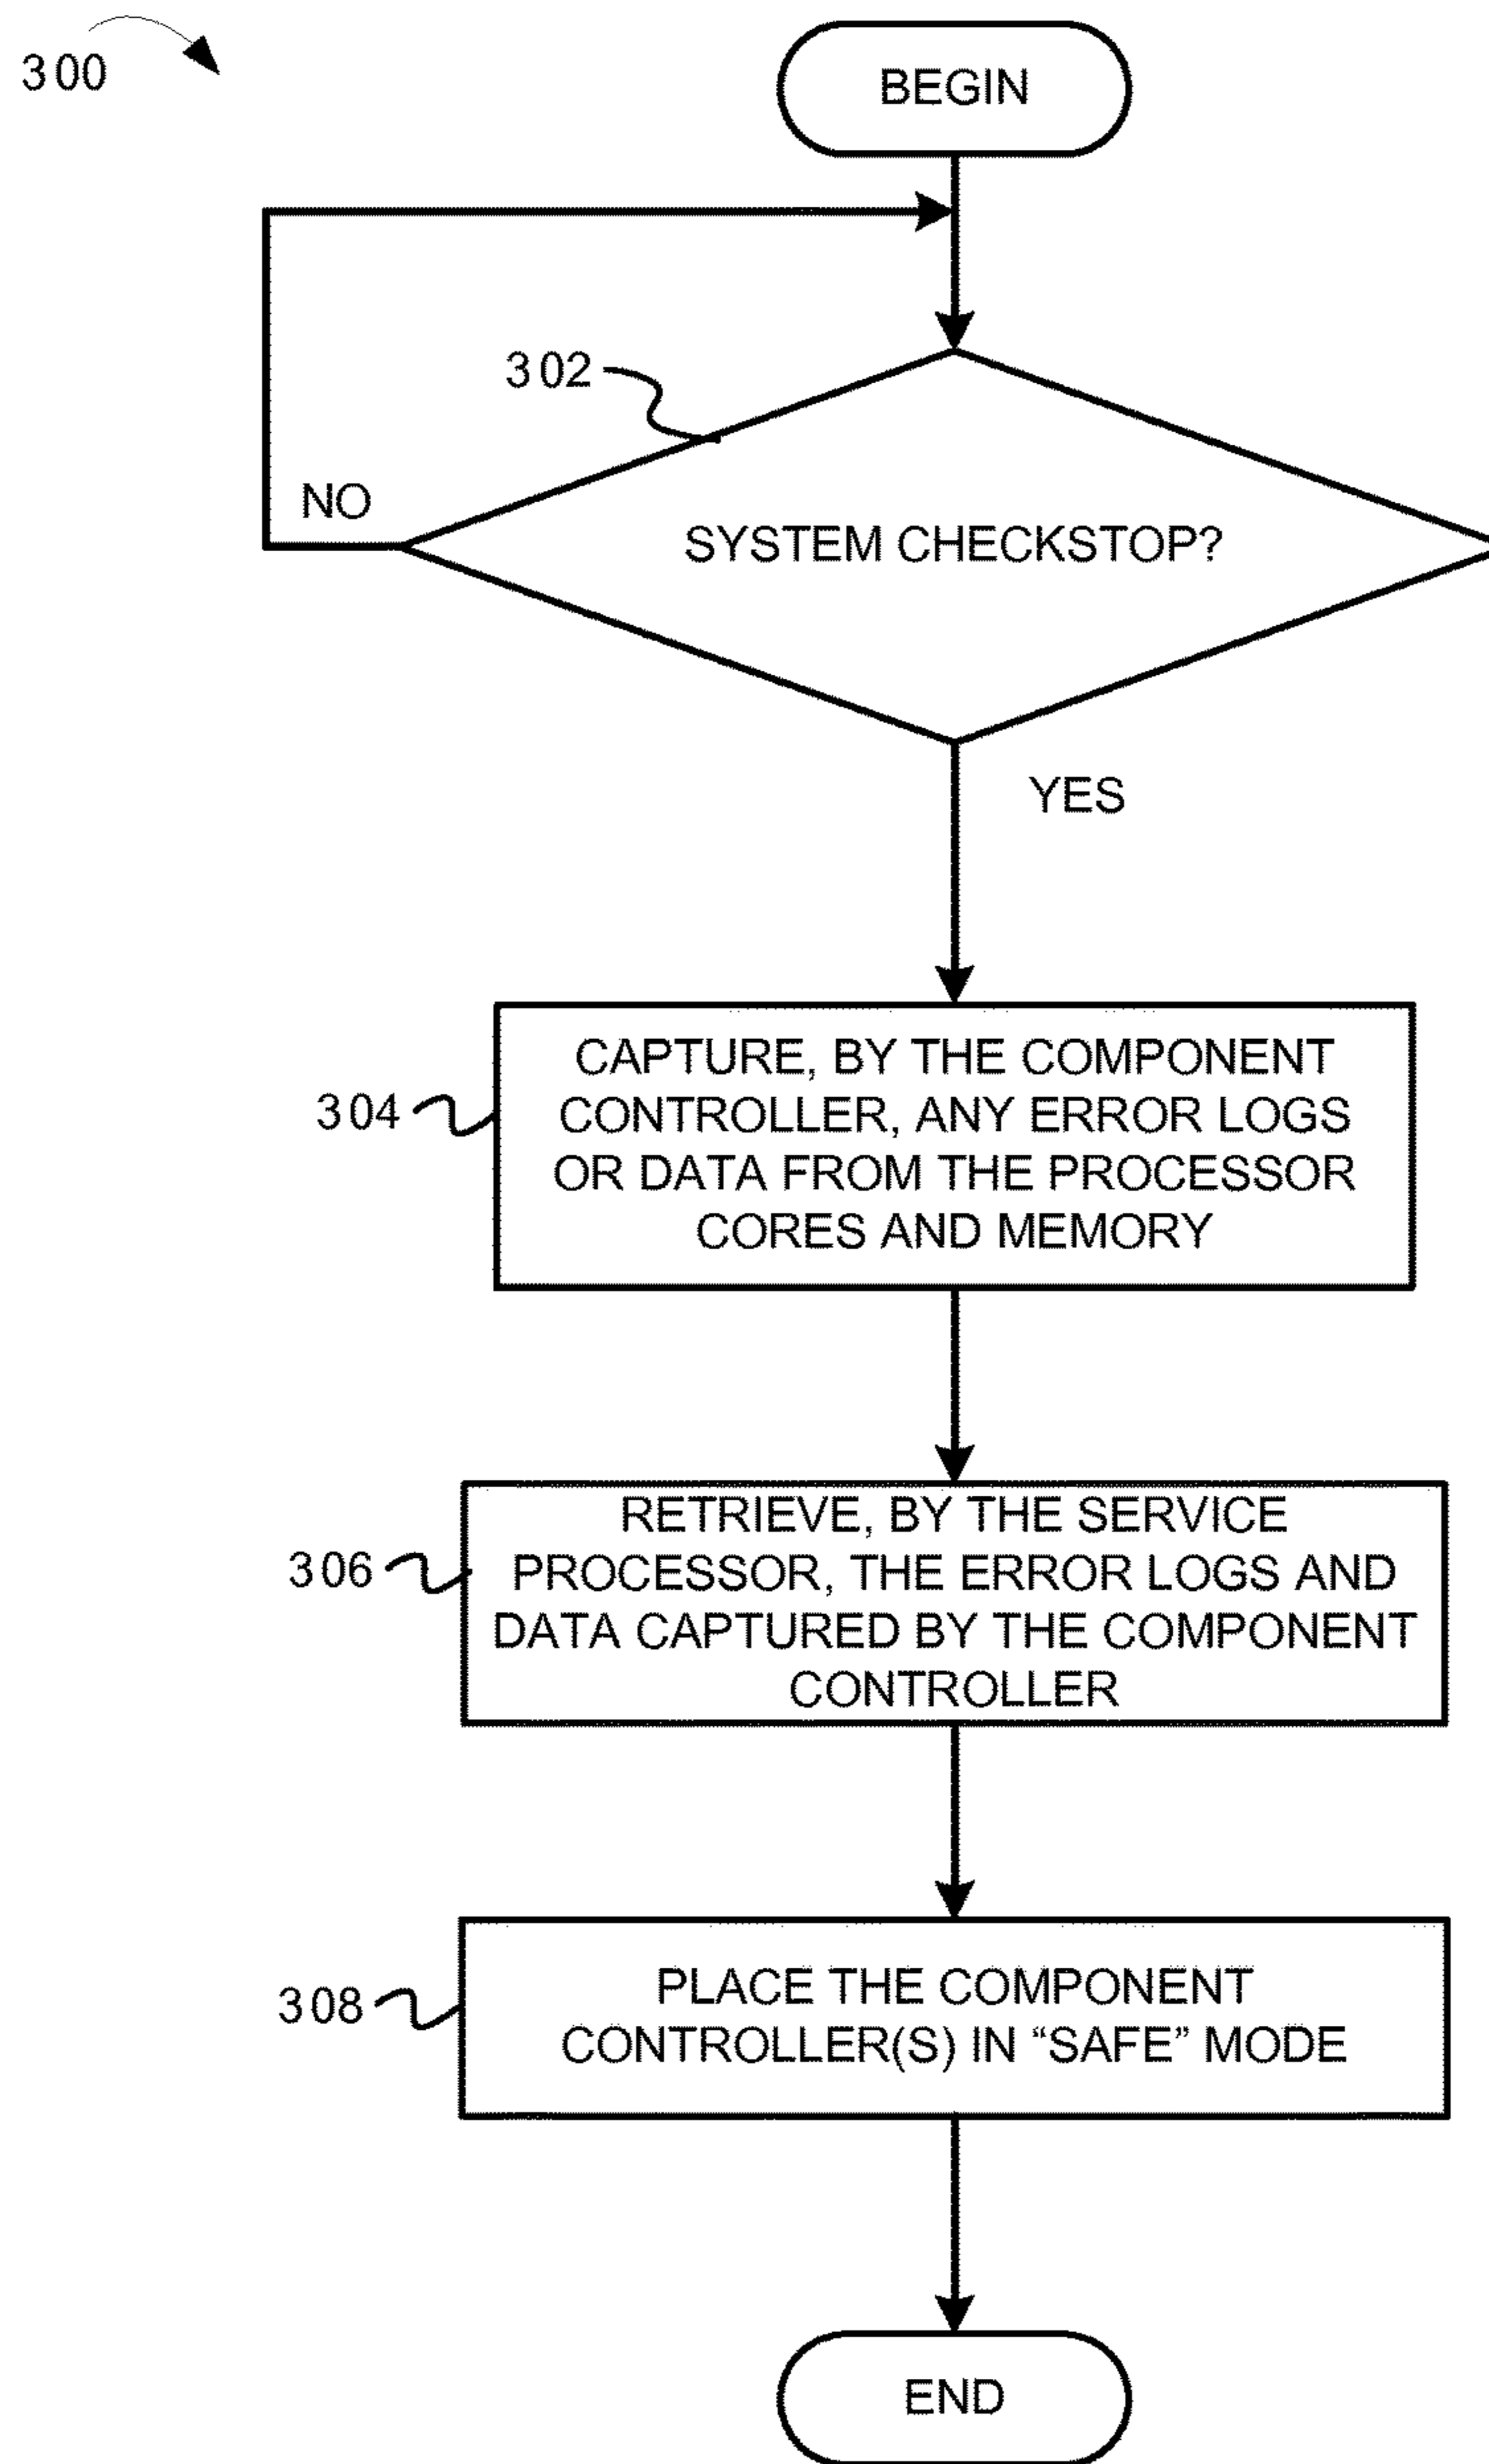 300
BEGIN
302
NO
SYSTEM CHECKSTOP?
YES
304
CAPTURE, BY THE COMPONENT
CONTROLLER, ANY ERROR LOGS
OR DATA FROM THE PROCESSOR
CORES AND MEMORY
306
RETRIEVE, BY THE SERVICE
PROCESSOR, THE ERROR LOGS AND
DATA CAPTURED BY THE COMPONENT
CONTROLLER
308
PLACE THE COMPONENT
CONTROLLER(S) IN “SAFE” MODE
END